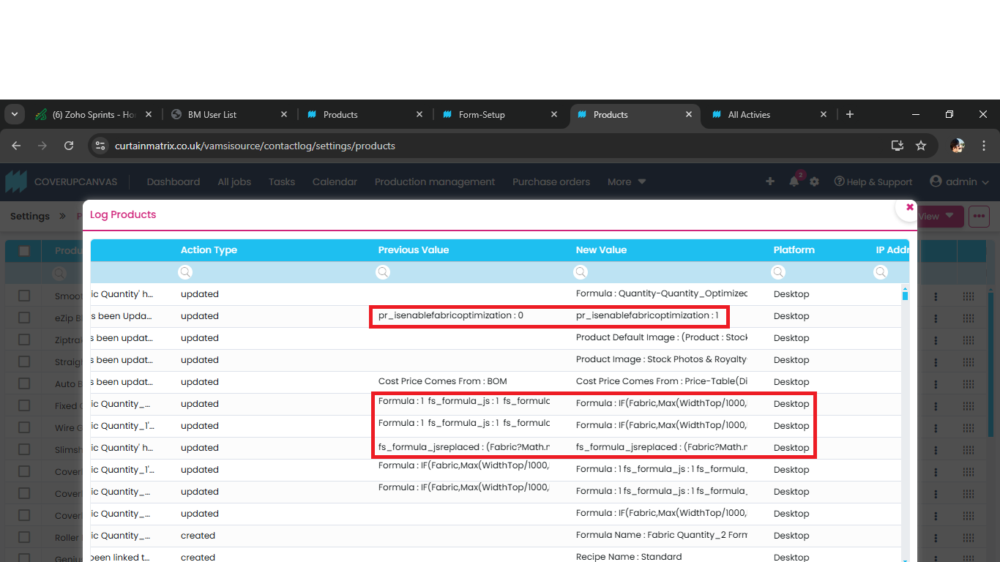 (6) Zoho Sprints - Ho
BM User List
Products
Form-Setup
Products
All Activies
curtainmatrix.co.uk/vamsisource/contactlog/settings/products
COVERUPCANVAS
Dashboard
All jobs
Tasks
Calendar
Production management
Purchase orders
More
2
Help & Support
admin
Settings
P
View
Log Products
Produ
Action Type
Previous Value
New Value
Platform
IP Addr
Smoot
ic Quantity' h...
updated
Formula : Quantity-Quantity_Optimized
Desktop
eZip B
s been Upda...
updated
pr_isenablefabricoptimization : 0
pr_isenablefabricoptimization : 1
Desktop
Ziptrai
s been updat...
updated
Product Default Image : (Product : Stock
Desktop
Straigh
s been updat...
updated
Product Image : Stock Photos & Royalty-
Desktop
Auto B
s been updat...
updated
Cost Price Comes From : BOM
Cost Price Comes From : Price-Table(Di
Desktop
Fixed G
ic Quantity_...
updated
Formula : 1 fs_formula_js : 1 fs_formula
Formula : IF(Fabric,Max(WidthTop/1000,
Desktop
Wire G
ic Quantity_1'...
updated
Formula : 1 fs_formula_js : 1 fs_formula
Formula : IF(Fabric,Max(WidthTop/1000,
Desktop
Slimsh
ic Quantity' h...
updated
fs_formula_jsreplaced : (Fabric?Math.m
fs_formula_jsreplaced : (Fabric?Math.m
Desktop
Coveri
ic Quantity_1'...
updated
Formula : IF(Fabric,Max(WidthTop/1000,
Formula : 1 fs_formula_js : 1 fs_formula_
Desktop
Coveri
ic Quantity_...
updated
Formula : IF(Fabric,Max(WidthTop/1000,
Formula : 1 fs_formula_js : 1 fs_formula_
Desktop
Coveri
ic Quantity_...
updated
Formula : IF(Fabric,Max(WidthTop/1000,
Desktop
Roller
ic Quantity_...
created
Formula Name : Fabric Quantity_2 Form
Desktop
Genius
been linked t...
created
Recipe Name : Standard
Desktop